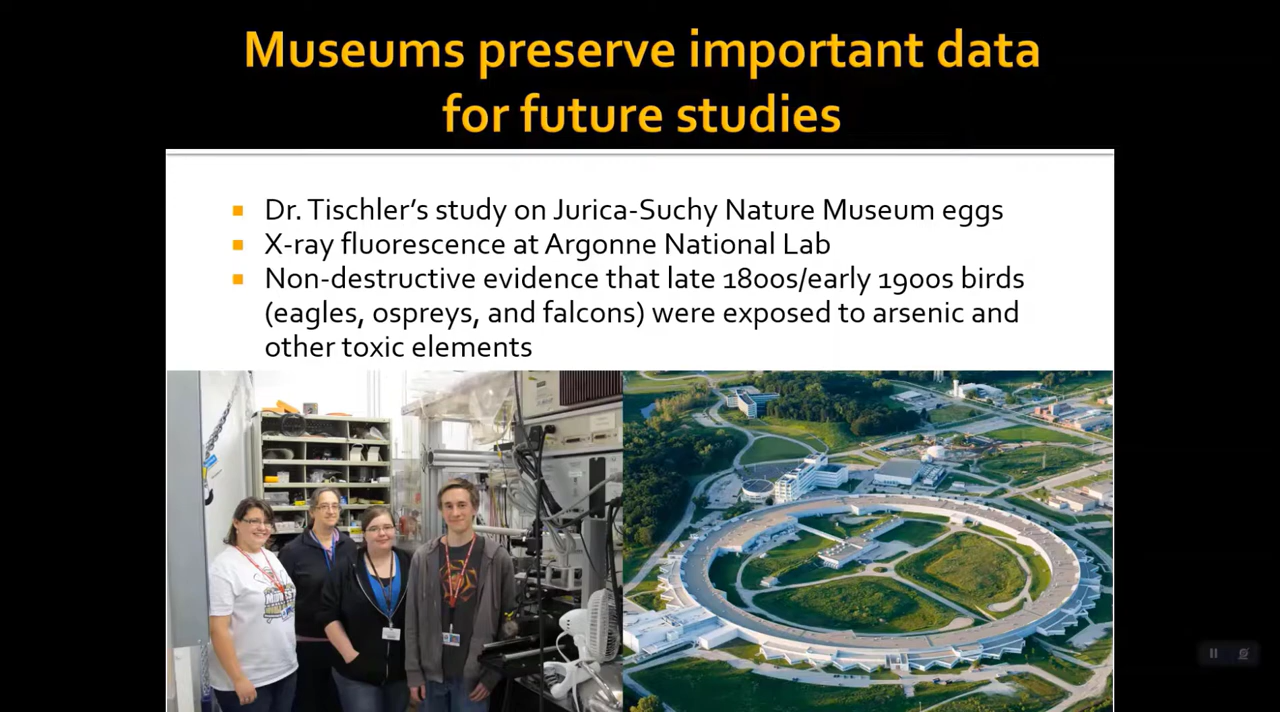 Museums preserve important data
for future studies
Dr. Tischler's study on Jurica-Suchy Nature Museum eggs
X-ray fluorescence at Argonne National Lab
Non-destructive evidence that late 1800s/early 1900s birds
(eagles, ospreys, and falcons) were exposed to arsenic and
other toxic elements